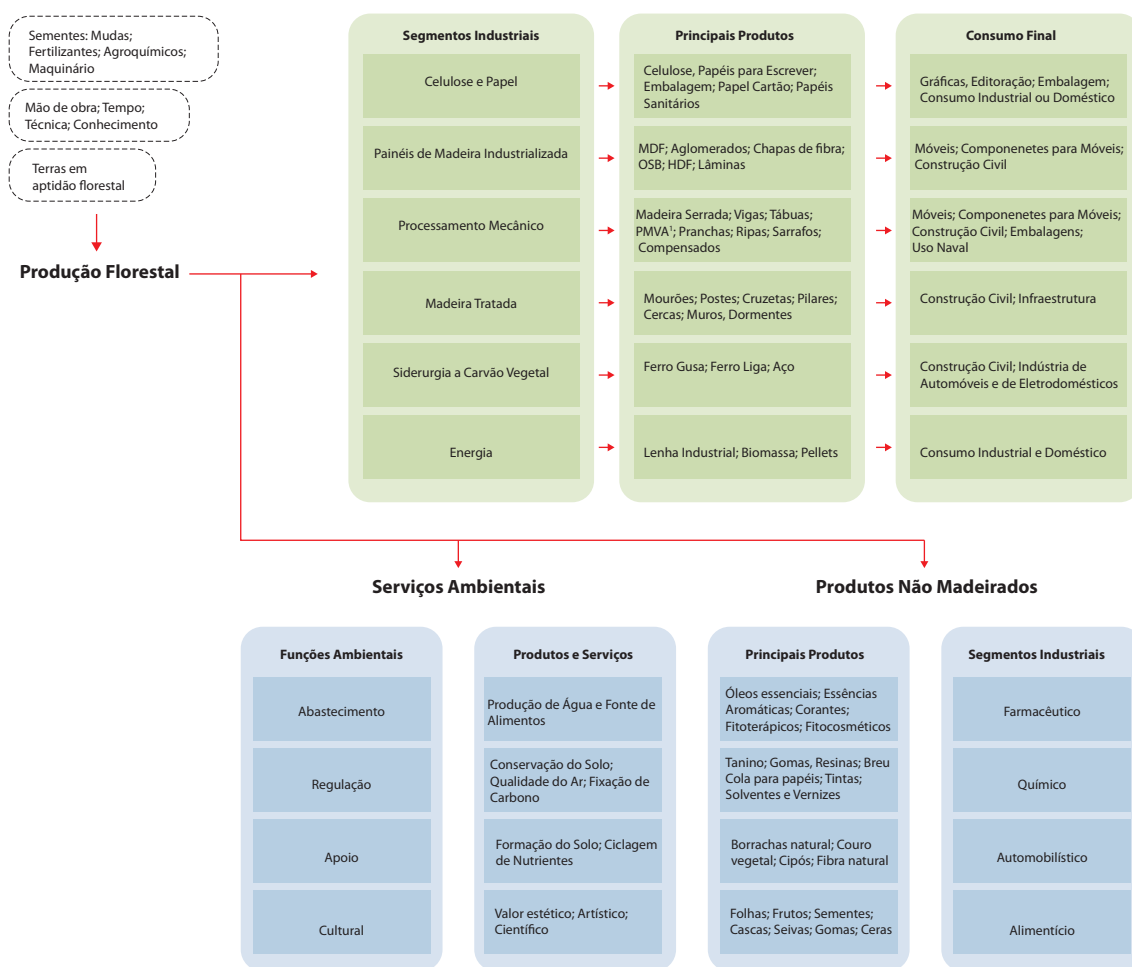 Sementes: Mudas;
Fertilizantes; Agroquímicos;
Maquinário
Mão de obra; Tempo;
Técnica; Conhecimento
Terras em
aptidão florestal
Produção Florestal
Segmentos Industriais
Principais Produtos
Consumo Final
Celulose e Papel
Celulose, Papéis para Escrever;
Embalagem; Papel Cartão; Papéis
Sanitários
Gráficas, Editoração; Embalagem;
Consumo Industrial ou Doméstico
Painéis de Madeira Industrializada
MDF; Aglomerados; Chapas de fibra;
OSB; HDF; Lâminas
Móveis; Componenetes para Móveis;
Construção Civil
Processamento Mecânico
Madeira Serrada; Vigas; Tábuas;
PMVA¹; Pranchas; Ripas; Sarrafos;
Compensados
Móveis; Componenetes para Móveis;
Construção Civil; Embalagens;
Uso Naval
Madeira Tratada
Mourões; Postes; Cruzetas; Pilares;
Cercas; Muros, Dormentes
Construção Civil; Infraestrutura
Siderurgia a Carvão Vegetal
Ferro Gusa; Ferro Liga; Aço
Construção Civil; Indústria de
Automóveis e de Eletrodomésticos
Energia
Lenha Industrial; Biomassa; Pellets
Consumo Industrial e Doméstico
Serviços Ambientais
Produtos Não Madeirados
Funções Ambientais
Produtos e Serviços
Principais Produtos
Segmentos Industriais
Abastecimento
Produção de Água e Fonte de
Alimentos
Óleos essenciais; Essências
Aromáticas; Corantes;
Fitoterápicos; Fitocosméticos
Farmacêutico
Regulação
Conservação do Solo;
Qualidade do Ar; Fixação de
Carbono
Tanino; Gomas, Resinas; Breu
Cola para papéis; Tintas;
Solventes e Vernizes
Químico
Apoio
Formação do Solo; Ciclagem
de Nutrientes
Borrachas natural; Couro
vegetal; Cipós; Fibra natural
Automobilístico
Cultural
Valor estético; Artístico;
Científico
Folhas; Frutos; Sementes;
Cascas; Seivas; Gomas; Ceras
Alimentício